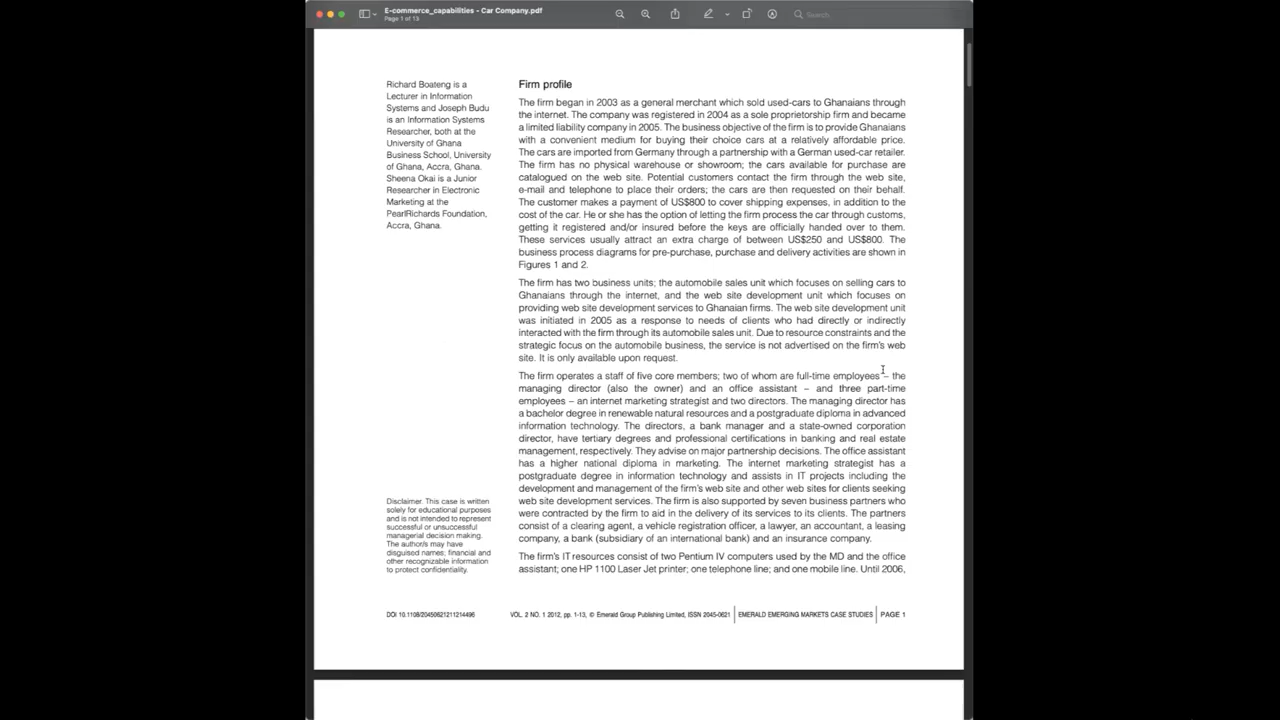 E-commerce_capabilities - Car Company.pdf
Page 1 of 13
Search
Richard Boateng is a
Lecturer in Information
Systems and Joseph Budu
is an Information Systems
Researcher, both at the
University of Ghana
Business School, University
of Ghana, Accra, Ghana.
Sheena Okai is a Junior
Researcher in Electronic
Marketing at the
PearlRichards Foundation,
Accra, Ghana.
Disclaimer. This case is written
solely for educational purposes
and is not intended to represent
successful or unsuccessful
managerial decision making.
The author/s may have
disguised names; financial and
other recognizable information
to protect confidentiality.
Firm profile
The firm began in 2003 as a general merchant which sold used-cars to Ghanaians through
the internet. The company was registered in 2004 as a sole proprietorship firm and became
a limited liability company in 2005. The business objective of the firm is to provide Ghanaians
with a convenient medium for buying their choice cars at a relatively affordable price.
The cars are imported from Germany through a partnership with a German used-car retailer.
The firm has no physical warehouse or showroom; the cars available for purchase are
catalogued on the web site. Potential customers contact the firm through the web site,
e-mail and telephone to place their orders; the cars are then requested on their behalf.
The customer makes a payment of US$800 to cover shipping expenses, in addition to the
cost of the car. He or she has the option of letting the firm process the car through customs,
getting it registered and/or insured before the keys are officially handed over to them.
These services usually attract an extra charge of between US$250 and US$800. The
business process diagrams for pre-purchase, purchase and delivery activities are shown in
Figures 1 and 2.
The firm has two business units; the automobile sales unit which focuses on selling cars to
Ghanaians through the internet, and the web site development unit which focuses on
providing web site development services to Ghanaian firms. The web site development unit
was initiated in 2005 as a response to needs of clients who had directly or indirectly
interacted with the firm through its automobile sales unit. Due to resource constraints and the
strategic focus on the automobile business, the service is not advertised on the firm's web
site. It is only available upon request.
The firm operates a staff of five core members; two of whom are full-time employees – the
managing director (also the owner) and an office assistant – and three part-time
employees – an internet marketing strategist and two directors. The managing director has
a bachelor degree in renewable natural resources and a postgraduate diploma in advanced
information technology. The directors, a bank manager and a state-owned corporation
director, have tertiary degrees and professional certifications in banking and real estate
management, respectively. They advise on major partnership decisions. The office assistant
has a higher national diploma in marketing. The internet marketing strategist has a
postgraduate degree in information technology and assists in IT projects including the
development and management of the firm's web site and other web sites for clients seeking
web site development services. The firm is also supported by seven business partners who
were contracted by the firm to aid in the delivery of its services to its clients. The partners
consist of a clearing agent, a vehicle registration officer, a lawyer, an accountant, a leasing
company, a bank (subsidiary of an international bank) and an insurance company.
The firm's IT resources consist of two Pentium IV computers used by the MD and the office
assistant; one HP 1100 Laser Jet printer; one telephone line; and one mobile line. Until 2006,
DOI 10.1108/20450621211214496 VOL. 2 NO. 1 2012, pp. 1-13, © Emerald Group Publishing Limited, ISSN 2045-0621 EMERALD EMERGING MARKETS CASE STUDIES PAGE 1